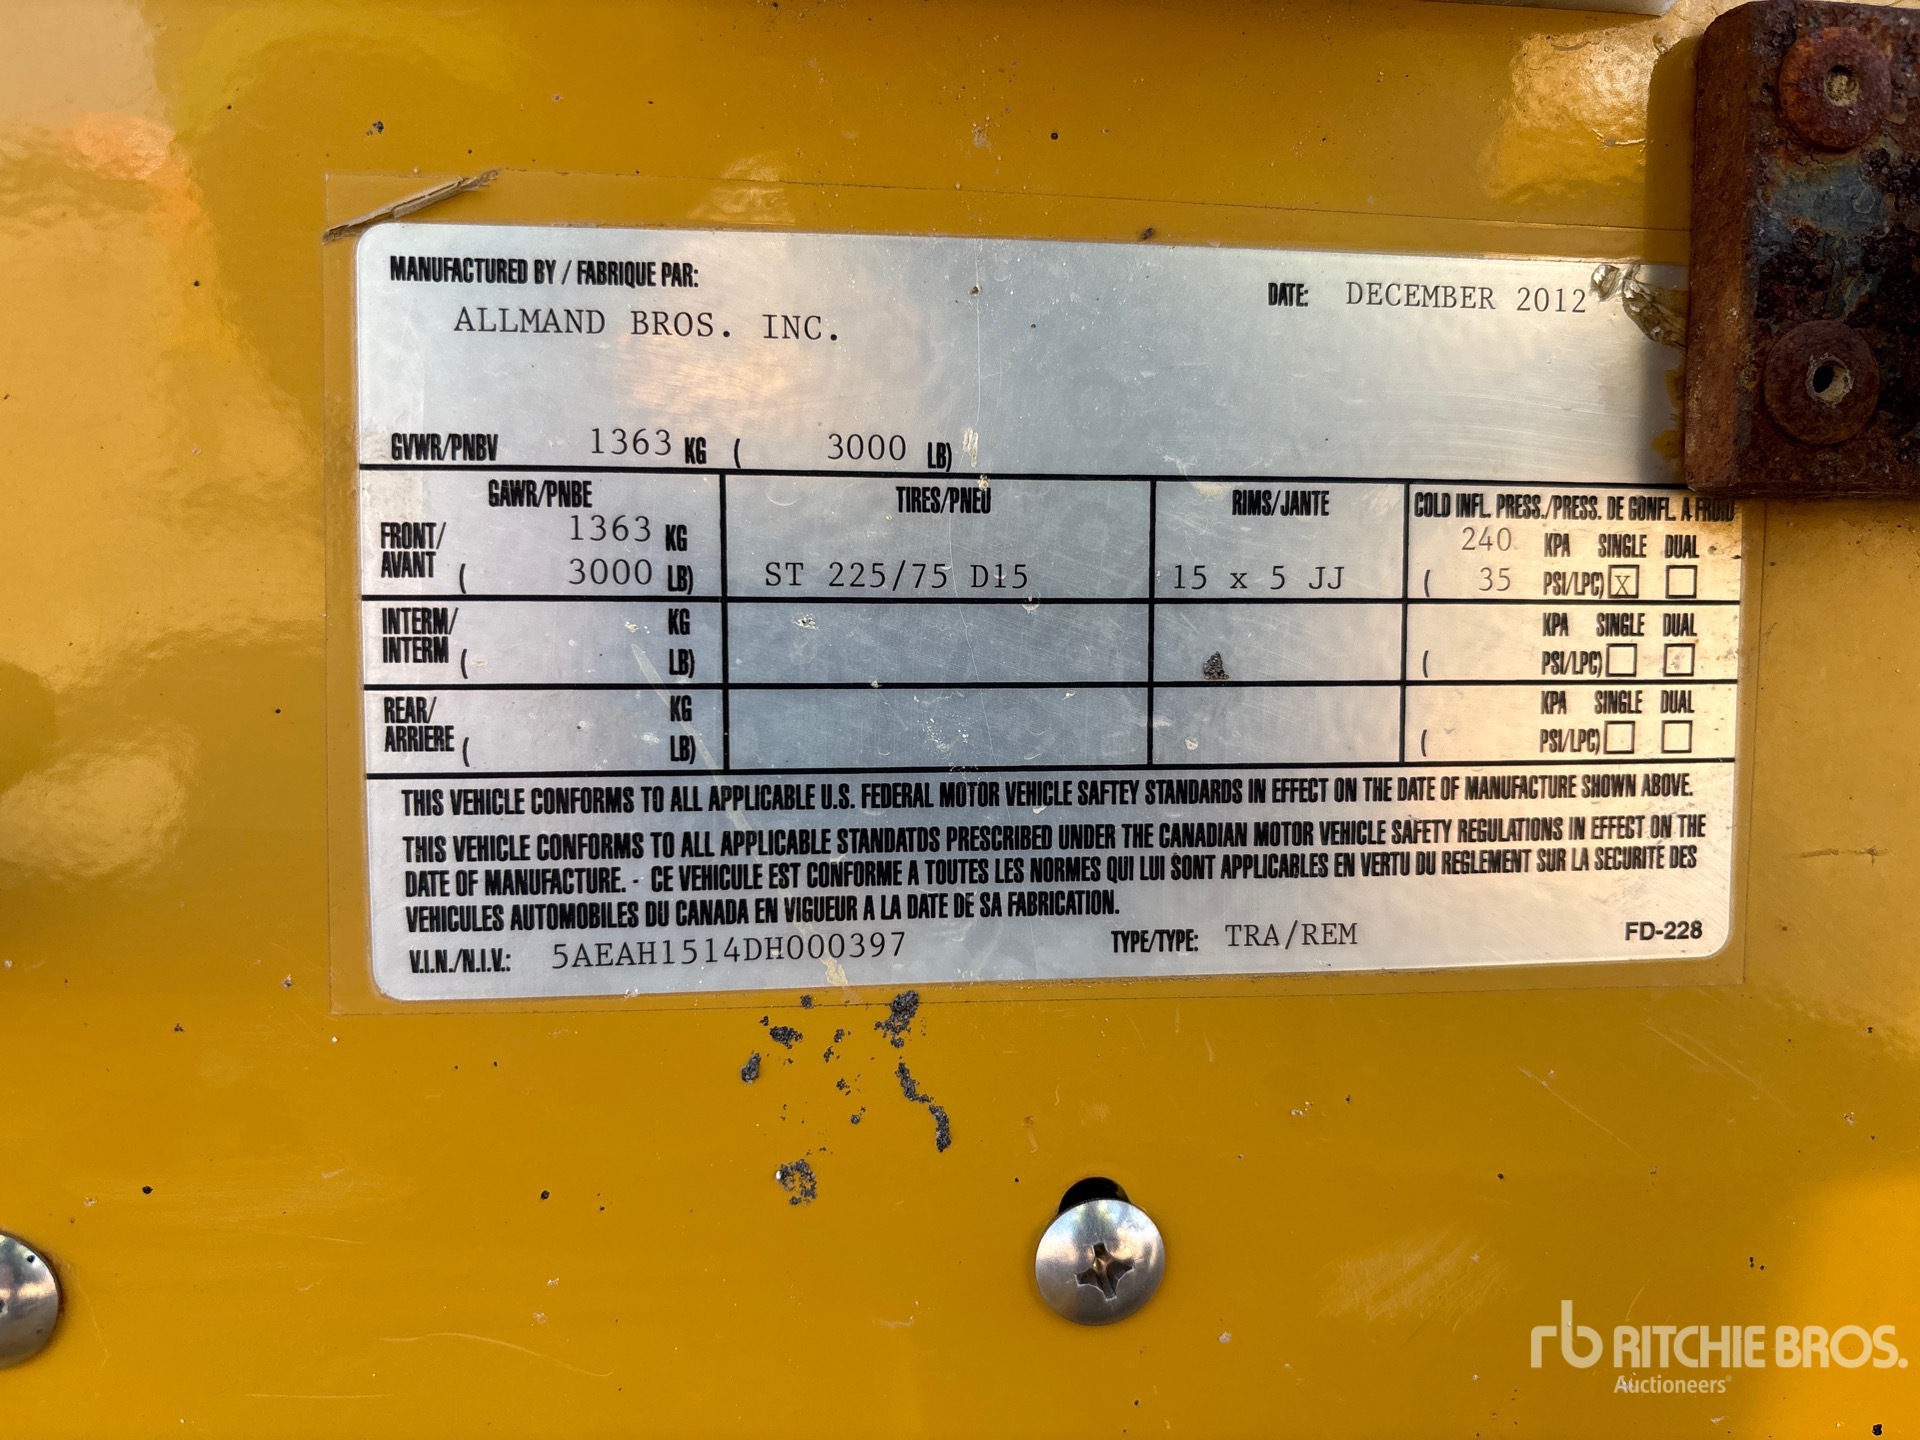 MANUFACTURED BY / FABRIQUE PAR:
DATE: DECEMBER 2012
ALLMAND BROS. INC.
GVWR/PNBV 1363 KG ( 3000 LB)
GAWR/PNBE TIRES/PNEU RIMS/JANTE COLD INFL. PRESS./PRESS. DE GONFL. A FROID
FRONT/ 1363 KG 240 KPA SINGLE DUAL
AVANT ( 3000 LB) ST 225/75 D15 15 x 5 JJ ( 35 PSI/LPC) X
INTERM/ KG KPA SINGLE DUAL
INTERM ( LB) ( PSI/LPC)
REAR/ KG KPA SINGLE DUAL
ARRIERE ( LB) ( PSI/LPC)
THIS VEHICLE CONFORMS TO ALL APPLICABLE U.S. FEDERAL MOTOR VEHICLE SAFTEY STANDARDS IN EFFECT ON THE DATE OF MANUFACTURE SHOWN ABOVE.
THIS VEHICLE CONFORMS TO ALL APPLICABLE STANDATDS PRESCRIBED UNDER THE CANADIAN MOTOR VEHICLE SAFETY REGULATIONS IN EFFECT ON THE
DATE OF MANUFACTURE. - CE VEHICULE EST CONFORME A TOUTES LES NORMES QUI LUI SONT APPLICABLES EN VERTU DU REGLEMENT SUR LA SECURITE DES
VEHICULES AUTOMOBILES DU CANADA EN VIGUEUR A LA DATE DE SA FABRICATION.
V.I.N./N.I.V.: 5AEAH1514DH000397 TYPE/TYPE: TRA/REM FD-228
rb RITCHIE BROS.
Auctioneers